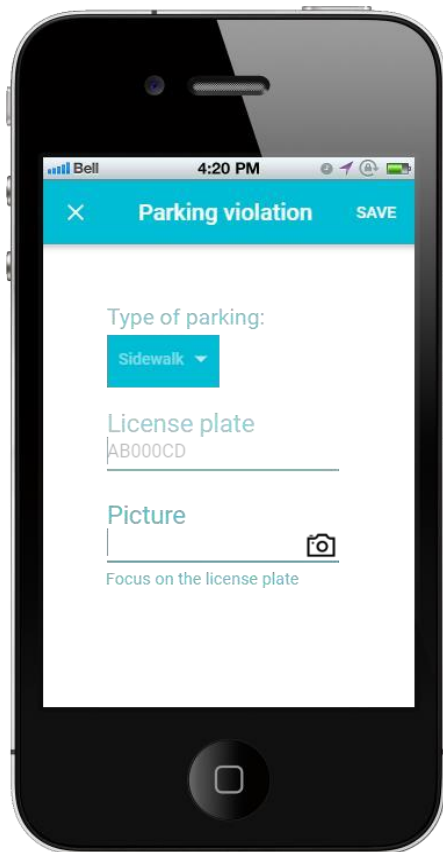 Bell 4:20 PM
× Parking violation SAVE
Type of parking:
Sidewalk
License plate
AB000CD
Picture
Focus on the license plate